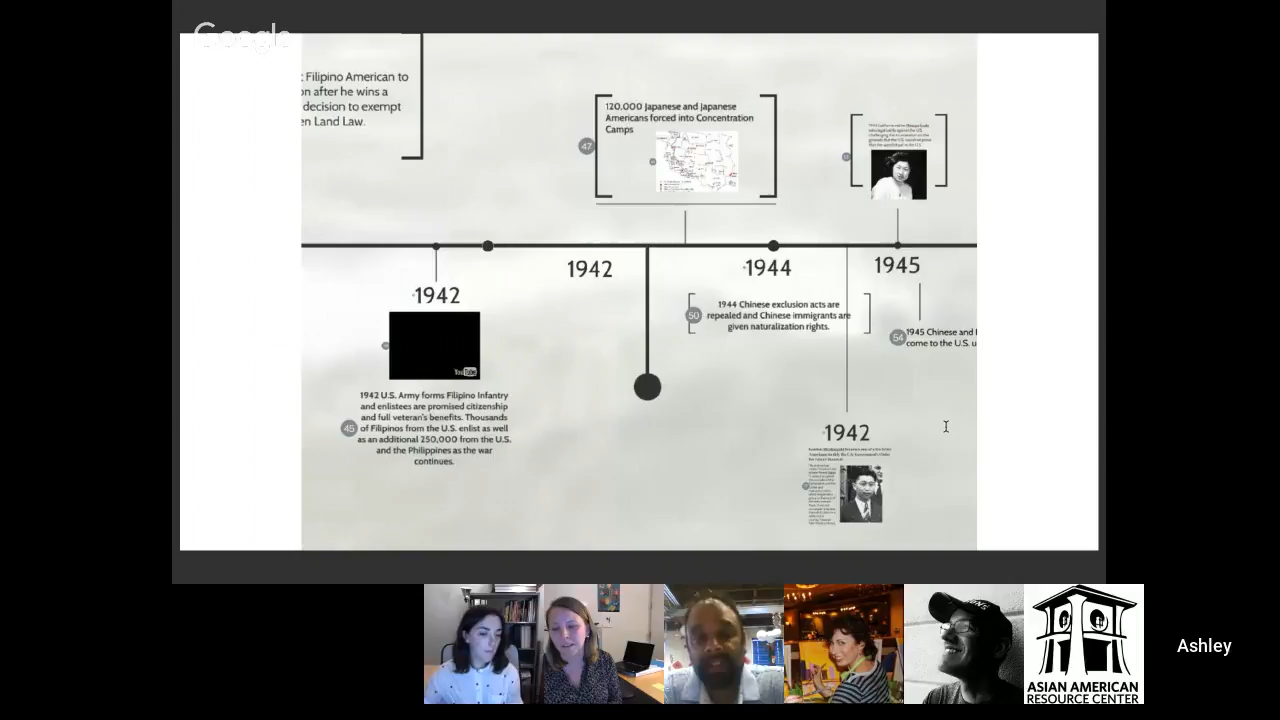 Google
t Filipino American to
on after he wins a
decision to exempt
en Land Law.
120,000 Japanese and Japanese
Americans forced into Concentration
Camps
47
1942
1944
1945
1942
1944 Chinese exclusion acts are
repealed and Chinese immigrants are
given naturalization rights.
50
54
1945 Chinese and
come to the U.S. u
YouTube
1942 U.S. Army forms Filipino Infantry
and enlistees are promised citizenship
and full veteran's benefits. Thousands
of Filipinos from the U.S. enlist as well
as an additional 250,000 from the U.S.
and the Philippines as the war
continues.
45
1942
ASIAN AMERICAN
RESOURCE CENTER
Ashley